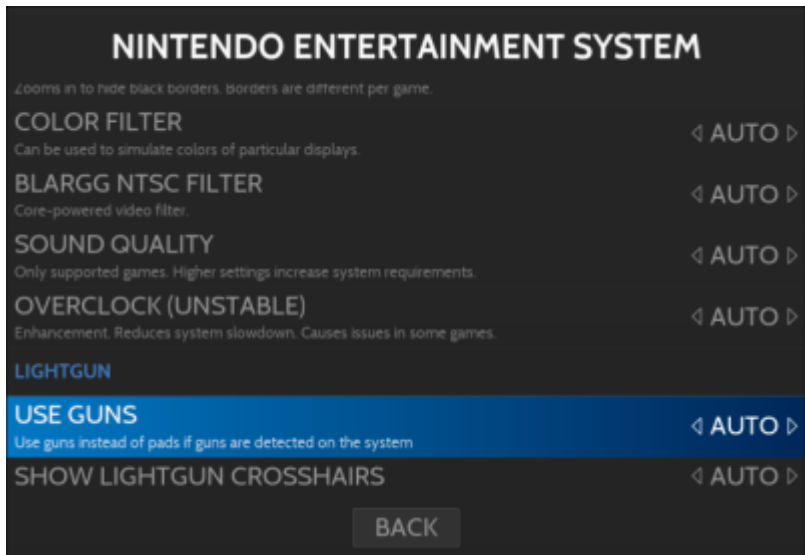 NINTENDO ENTERTAINMENT SYSTEM
Zooms in to hide black borders. Borders are different per game.
COLOR FILTER
Can be used to simulate colors of particular displays.
AUTO
BLARGG NTSC FILTER
Core-powered video filter.
AUTO
SOUND QUALITY
Only supported games. Higher settings increase system requirements.
AUTO
OVERCLOCK (UNSTABLE)
Enhancement. Reduces system slowdown. Causes issues in some games.
AUTO
LIGHTGUN
USE GUNS
Use guns instead of pads if guns are detected on the system
AUTO
SHOW LIGHTGUN CROSSHAIRS
AUTO
BACK